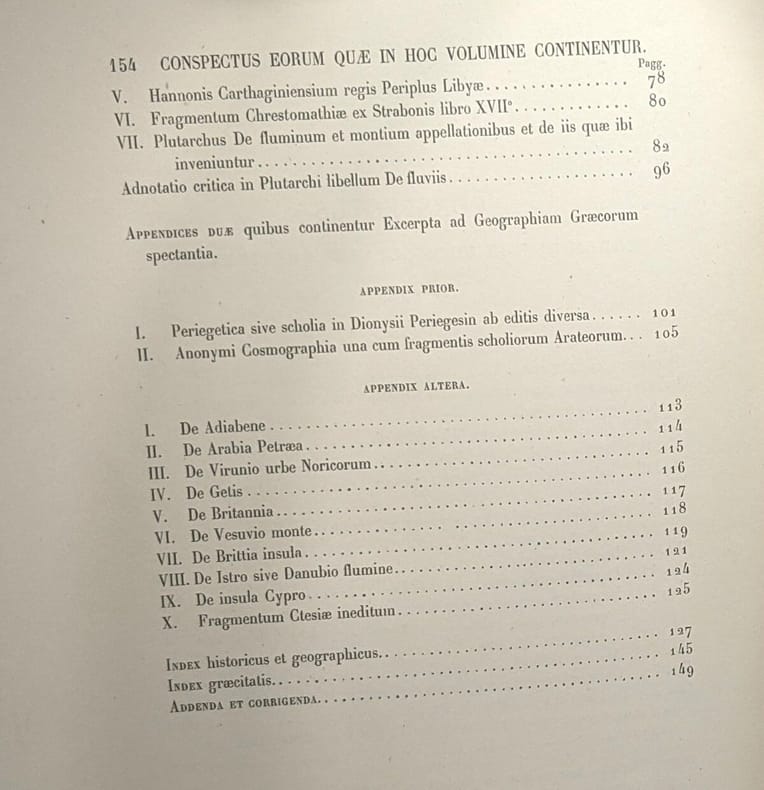 154 CONSPECTUS EORUM QUÆ IN HOC VOLUMINE CONTINENTUR.
Pagg.
V. Hannonis Carthaginiensium regis Periplus Libyæ................ 78
VI. Fragmentum Chrestomathiæ ex Strabonis libro XVIIº............. 80
VII. Plutarchus De fluminum et montium appellationibus et de iis quæ ibi
inveniuntur........................................ 82
Adnotatio critica in Plutarchi libellum De fluviis...................... 96
APPENDICES DUÆ quibus continentur Excerpta ad Geographiam Græcorum
spectantia.
APPENDIX PRIOR.
I. Periegetica sive scholia in Dionysii Periegesin ab editis diversa...... 101
II. Anonymi Cosmographia una cum fragmentis scholiorum Arateorum... 105
APPENDIX ALTERA.
I. De Adiabene........................................ 113
II. De Arabia Petræa..................................... 114
III. De Virunio urbe Noricorum.............................. 115
IV. De Getis........................................... 116
V. De Britannia........................................ 117
VI. De Vesuvio monte.................................... 118
VII. De Brittia insula..................................... 119
VIII. De Istro sive Danubio flumine............................ 121
IX. De insula Cypro..................................... 124
X. Fragmentum Ctesiæ ineditum............................ 125
INDEX historicus et geographicus............................... 127
INDEX græcitatis.......................................... 145
ADDENDA ET CORRIGENDA..................................... 149